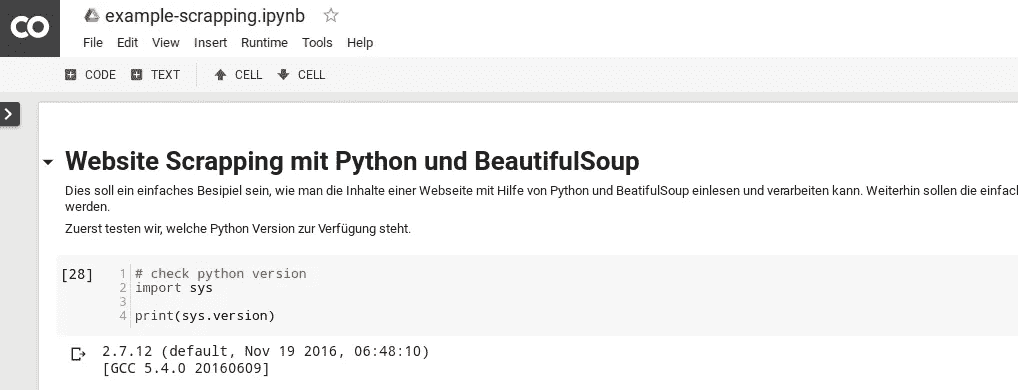 CO example-scrapping.ipynb
File Edit View Insert Runtime Tools Help
CODE TEXT CELL CELL
Website Scrapping mit Python und BeautifulSoup
Dies soll ein einfaches Besipiel sein, wie man die Inhalte einer Webseite mit Hilfe von Python und BeatifulSoup einlesen und verarbeiten kann. Weiterhin sollen die einfach
werden.
Zuerst testen wir, welche Python Version zur Verfügung steht.
[28] 1 # check python version
2 import sys
3
4 print(sys.version)
2.7.12 (default, Nov 19 2016, 06:48:10)
[GCC 5.4.0 20160609]